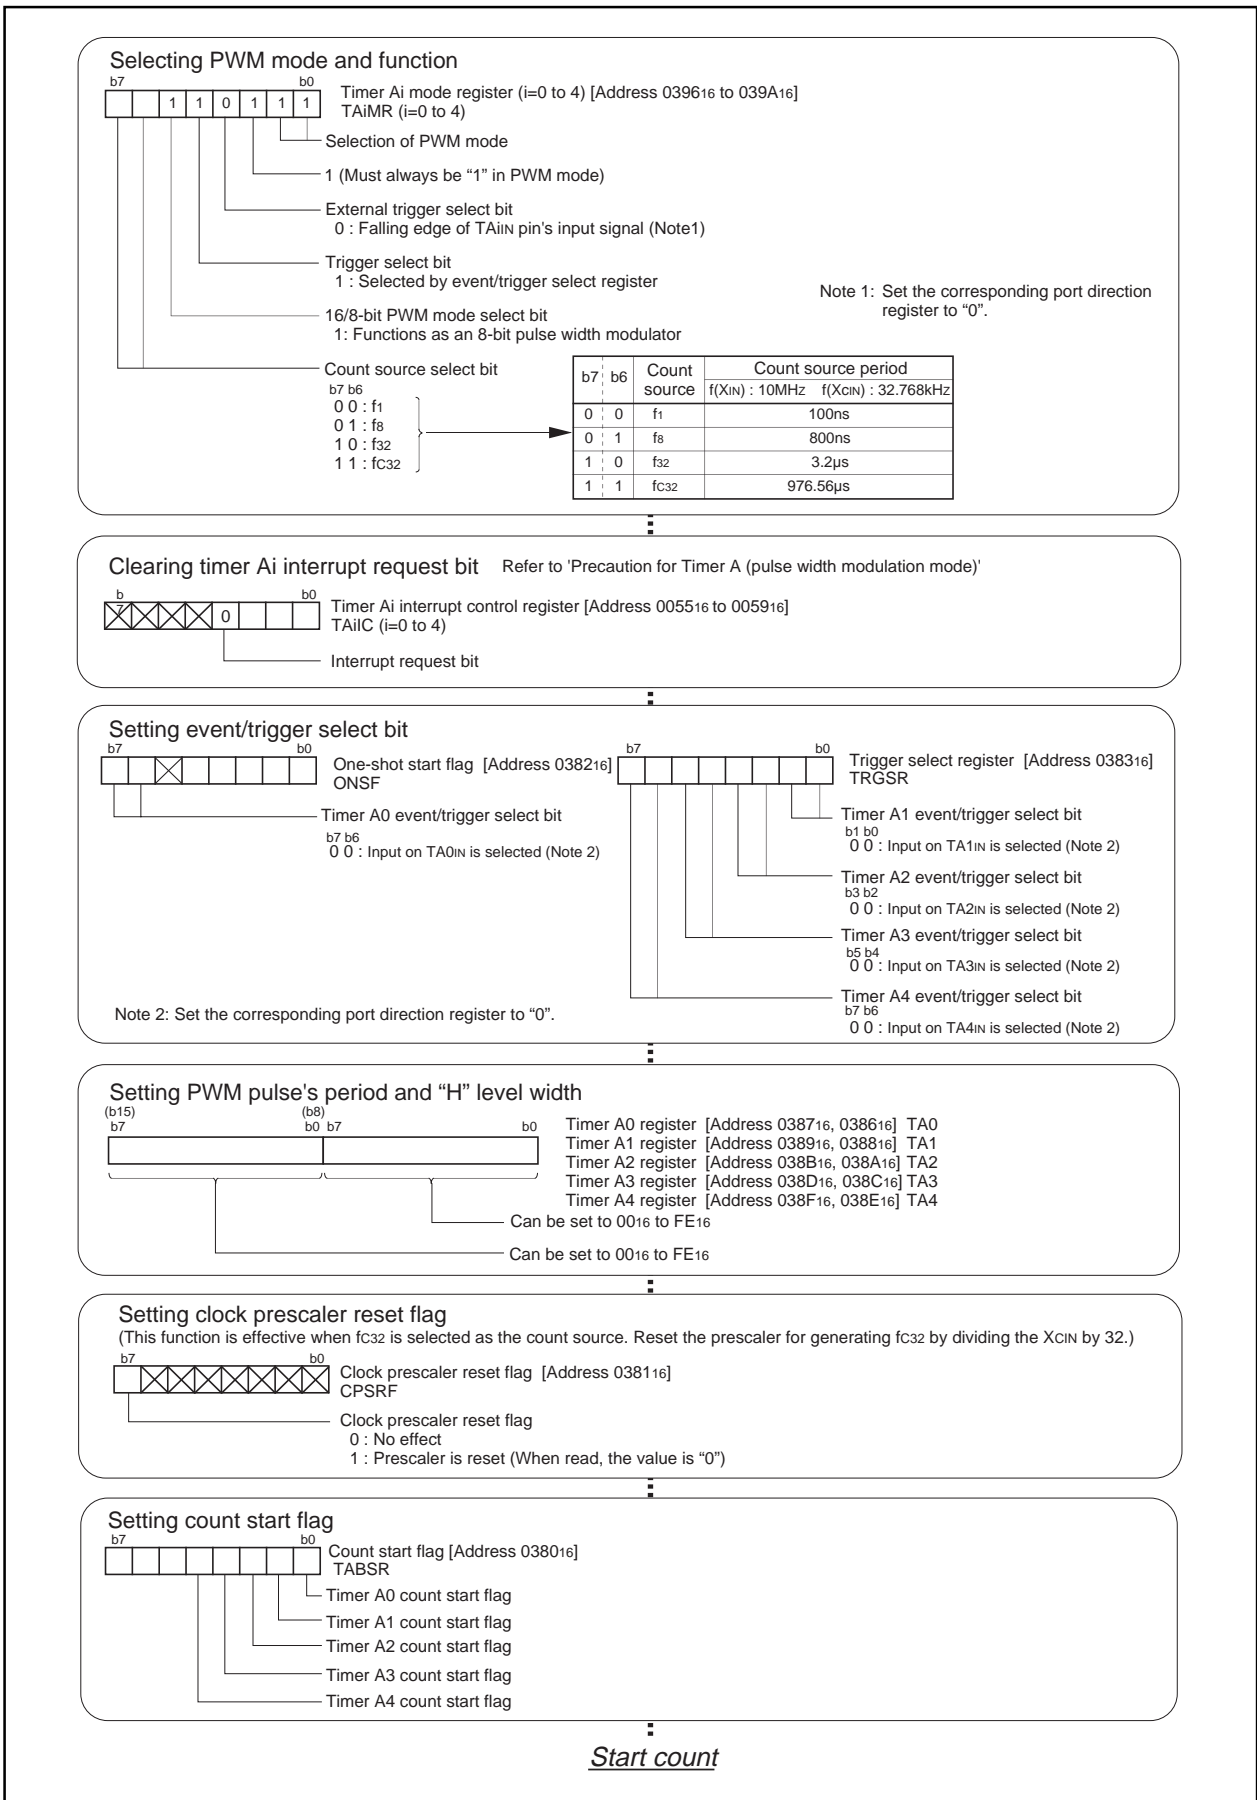 Selecting PWM mode and function
b7 b0
1 1 0 1 1 1
Timer Ai mode register (i=0 to 4) [Address 039616 to 039A16]
TAiMR (i=0 to 4)
Selection of PWM mode
1 (Must always be “1” in PWM mode)
External trigger select bit
0 : Falling edge of TAiIN pin's input signal (Note1)
Trigger select bit
1 : Selected by event/trigger select register
Note 1: Set the corresponding port direction
register to “0”.
16/8-bit PWM mode select bit
1: Functions as an 8-bit pulse width modulator
Count source select bit
b7 b6
0 0 : f1
0 1 : f8
1 0 : f32
1 1 : fC32
b7 b6 Count source Count source period
f(XIN) : 10MHz f(XCIN) : 32.768kHz
0 0 f1 100ns
0 1 f8 800ns
1 0 f32 3.2µs
1 1 fC32 976.56µs
Clearing timer Ai interrupt request bit Refer to 'Precaution for Timer A (pulse width modulation mode)'
b7 b0
0
Timer Ai interrupt control register [Address 005516 to 005916]
TAiIC (i=0 to 4)
Interrupt request bit
Setting event/trigger select bit
b7 b0
One-shot start flag [Address 038216]
ONSF
Timer A0 event/trigger select bit
b7 b6
0 0 : Input on TA0IN is selected (Note 2)
b7 b0
Trigger select register [Address 038316]
TRGSR
Timer A1 event/trigger select bit
b1 b0
0 0 : Input on TA1IN is selected (Note 2)
Timer A2 event/trigger select bit
b3 b2
0 0 : Input on TA2IN is selected (Note 2)
Timer A3 event/trigger select bit
b5 b4
0 0 : Input on TA3IN is selected (Note 2)
Timer A4 event/trigger select bit
b7 b6
0 0 : Input on TA4IN is selected (Note 2)
Note 2: Set the corresponding port direction register to “0”.
Setting PWM pulse's period and “H” level width
(b15) (b8)
b7 b0 b7 b0
Timer A0 register [Address 038716, 038616] TA0
Timer A1 register [Address 038916, 038816] TA1
Timer A2 register [Address 038B16, 038A16] TA2
Timer A3 register [Address 038D16, 038C16] TA3
Timer A4 register [Address 038F16, 038E16] TA4
Can be set to 0016 to FE16
Can be set to 0016 to FE16
Setting clock prescaler reset flag
(This function is effective when fC32 is selected as the count source. Reset the prescaler for generating fC32 by dividing the XCIN by 32.)
b7 b0
Clock prescaler reset flag [Address 038116]
CPSRF
Clock prescaler reset flag
0 : No effect
1 : Prescaler is reset (When read, the value is “0”)
Setting count start flag
b7 b0
Count start flag [Address 038016]
TABSR
Timer A0 count start flag
Timer A1 count start flag
Timer A2 count start flag
Timer A3 count start flag
Timer A4 count start flag
Start count